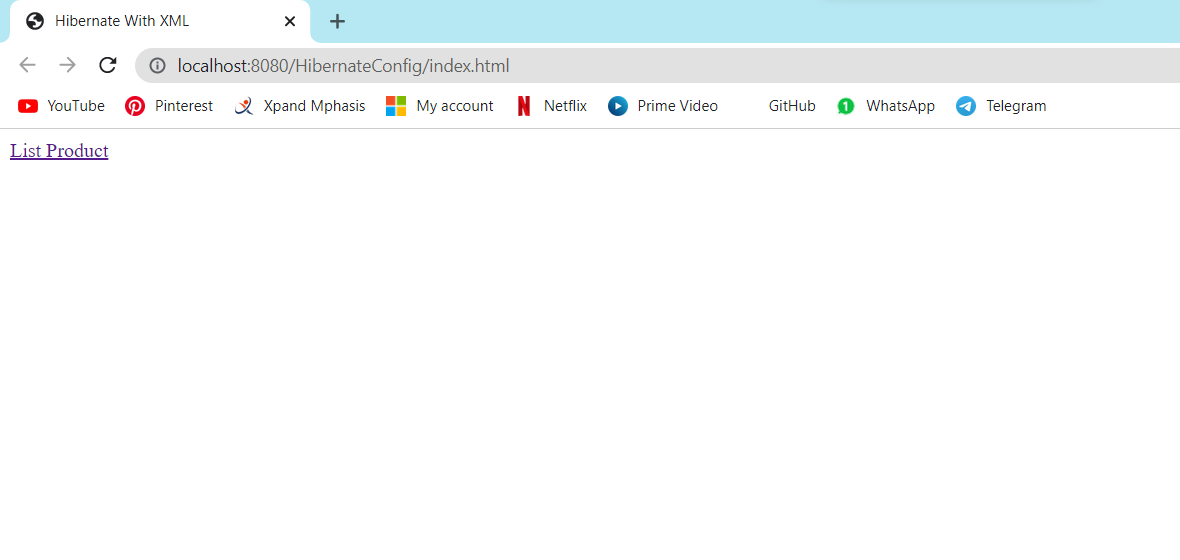 Hibernate With XML
localhost:8080/HibernateConfig/index.html
YouTube Pinterest Xpand Mphasis My account Netflix Prime Video GitHub 1 WhatsApp Telegram
List Product